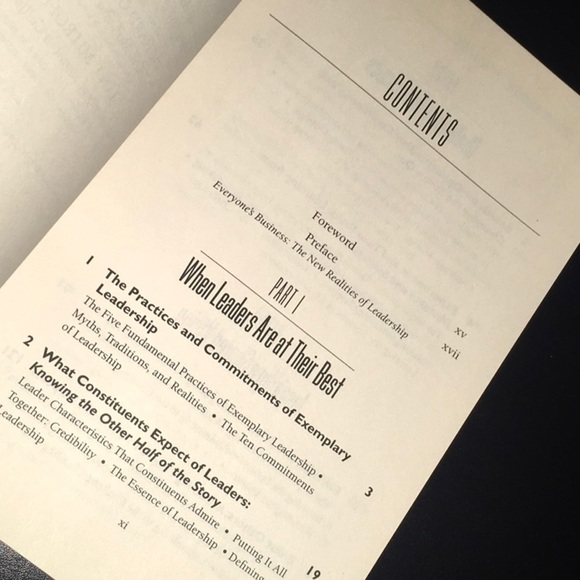 CONTENTS
Foreword xv
Preface xvii
Everyone's Business: The New Realities of Leadership
PART I
When Leaders Are at Their Best
1 The Practices and Commitments of Exemplary
Leadership 3
The Five Fundamental Practices of Exemplary Leadership •
Myths, Traditions, and Realities • The Ten Commitments
of Leadership
2 What Constituents Expect of Leaders:
Knowing the Other Half of the Story 19
Leader Characteristics That Constituents Admire • Putting It All
Together: Credibility • The Essence of Leadership • Defining
Leadership
xi